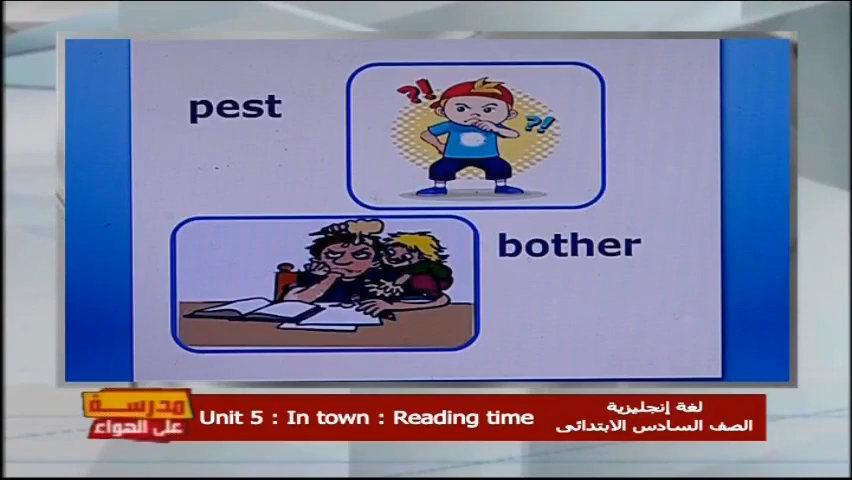 pest
?!
?!
bother
مدرسة
على الهواء
Unit 5 : In town : Reading time
لغة إنجليزية
الصف السادس الابتدائى